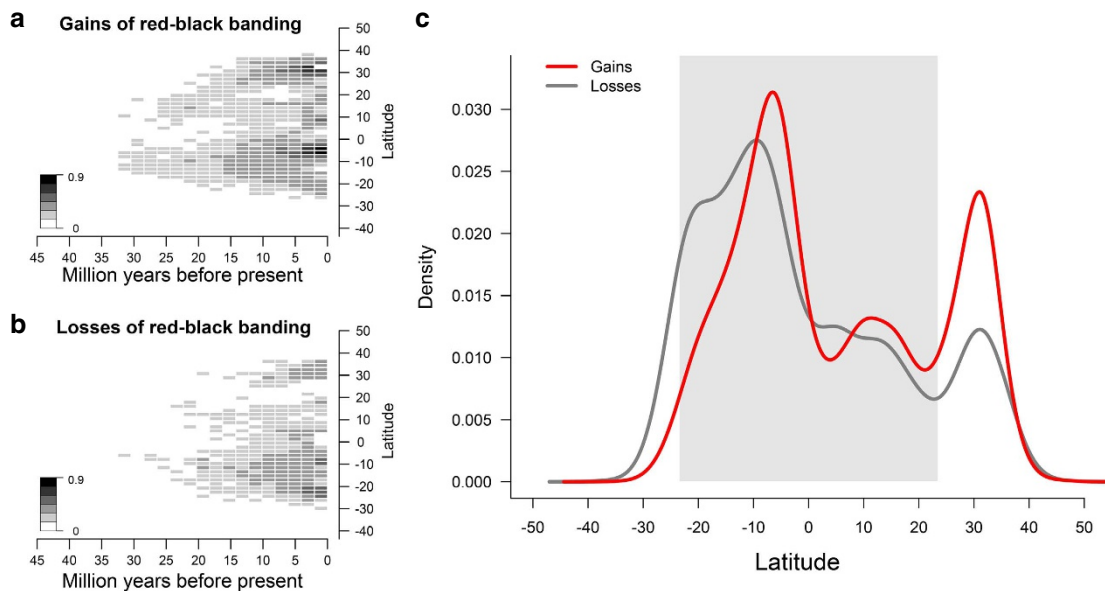 a
Gains of red-black banding
50
40
30
20
10
0
-10
-20
-30
-40
Latitude
0.9
0
45 40 35 30 25 20 15 10 5 0
Million years before present
b
Losses of red-black banding
50
40
30
20
10
0
-10
-20
-30
-40
Latitude
0.9
0
45 40 35 30 25 20 15 10 5 0
Million years before present
c
Gains
Losses
0.030
0.025
0.020
0.015
0.010
0.005
0.000
Density
-50 -40 -30 -20 -10 0 10 20 30 40 50
Latitude